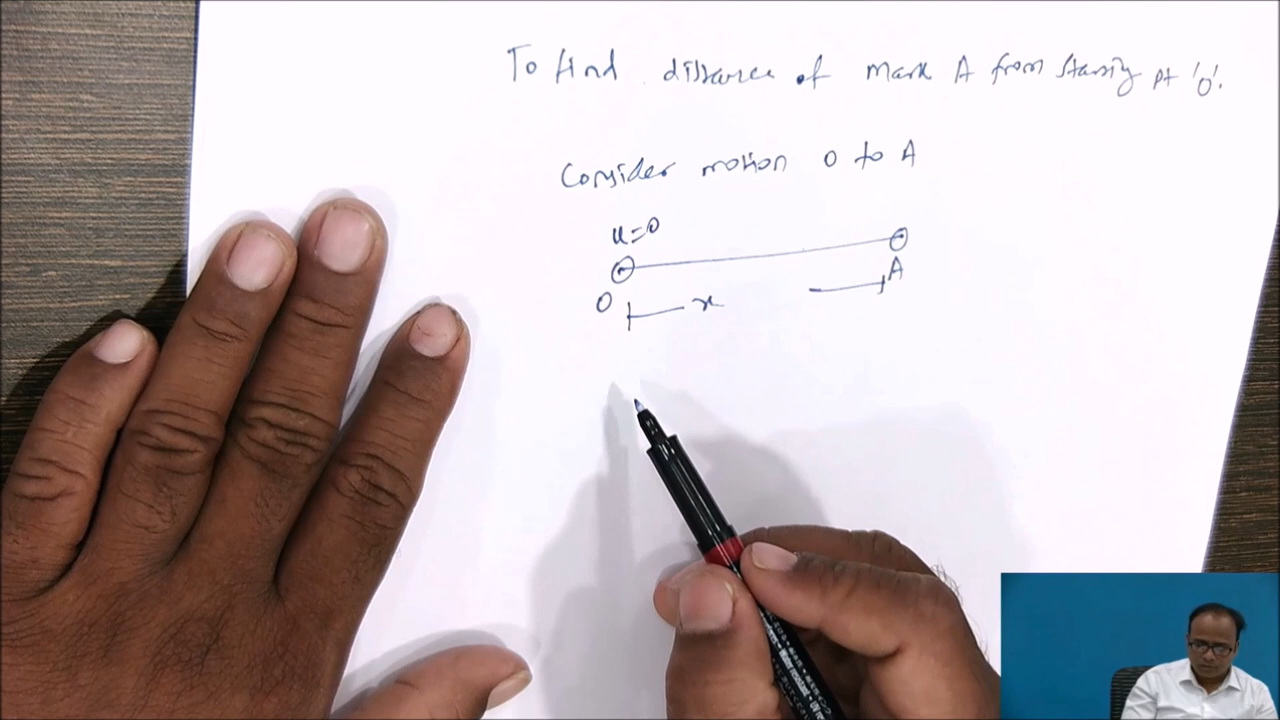 To find distance of mark A from starting pt 'O'.
Consider motion O to A
u=0
O A
x